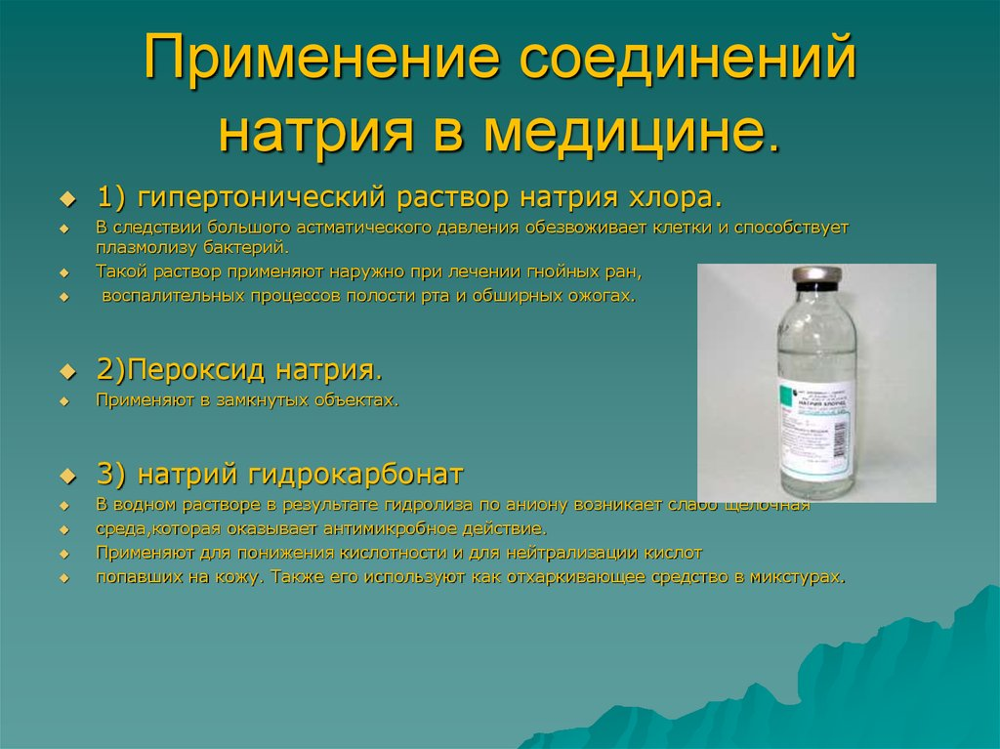 Применение соединений
натрия в медицине.
1) гипертонический раствор натрия хлора.
В следствии большого астматического давления обезвоживает клетки и способствует
плазмолизу бактерий.
Такой раствор применяют наружно при лечении гнойных ран,
воспалительных процессов полости рта и обширных ожогах.
НАТРИЯ ХЛОРИД
2)Пероксид натрия.
Применяют в замкнутых объектах.
3) натрий гидрокарбонат
В водном растворе в результате гидролиза по аниону возникает слабо щелочная
среда,которая оказывает антимикробное действие.
Применяют для понижения кислотности и для нейтрализации кислот
попавших на кожу. Также его используют как отхаркивающее средство в микстурах.